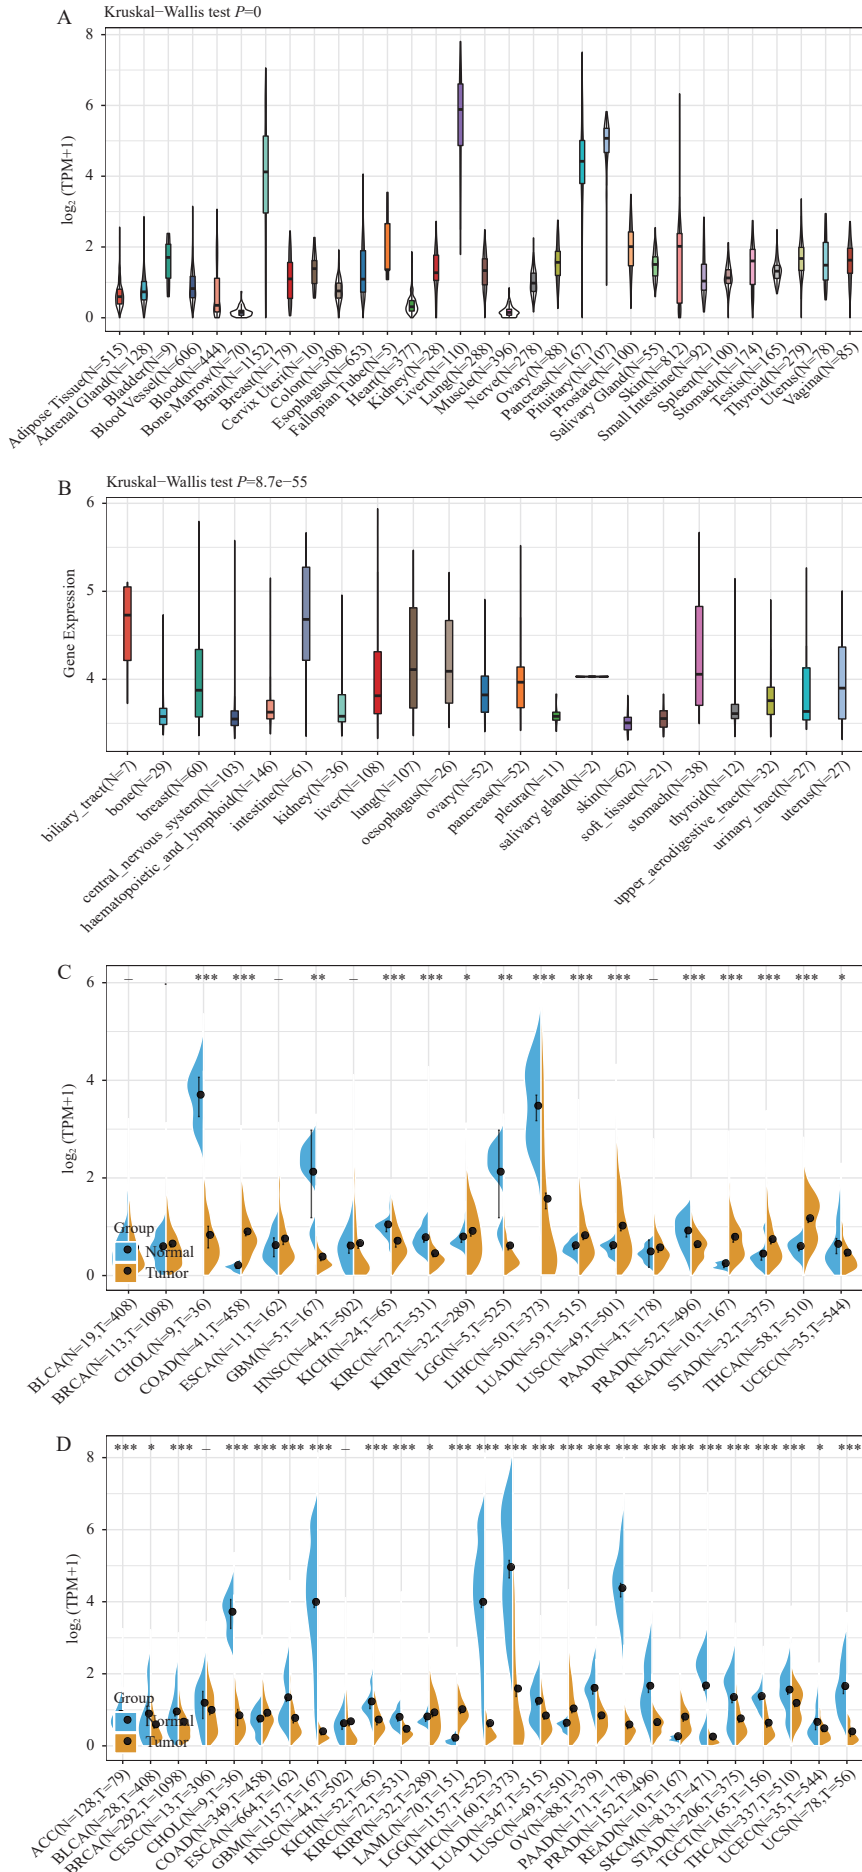 A
Kruskal−Wallis test P=0
log₂ (TPM+1)
8
6
4
2
0
Adipose Tissue(N=515)
Adrenal Gland(N=128)
Bladder(N=9)
Blood Vessel(N=606)
Blood(N=444)
Bone Marrow(N=70)
Brain(N=1152)
Breast(N=179)
Cervix Uteri(N=10)
Colon(N=308)
Esophagus(N=653)
Fallopian Tube(N=5)
Heart(N=377)
Kidney(N=28)
Liver(N=110)
Lung(N=288)
Muscle(N=396)
Nerve(N=278)
Ovary(N=88)
Pancreas(N=167)
Pituitary(N=107)
Prostate(N=100)
Salivary Gland(N=55)
Skin(N=812)
Small Intestine(N=92)
Spleen(N=100)
Stomach(N=174)
Testis(N=165)
Thyroid(N=279)
Uterus(N=78)
Vagina(N=85)
B
Kruskal−Wallis test P=8.7e−55
Gene Expression
6
5
4
biliary_tract(N=7)
bone(N=29)
breast(N=60)
central_nervous_system(N=103)
haematopoietic_and_lymphoid(N=146)
intestine(N=61)
kidney(N=36)
liver(N=108)
lung(N=107)
oesophagus(N=26)
ovary(N=52)
pancreas(N=52)
pleura(N=11)
salivary gland(N=2)
skin(N=62)
soft_tissue(N=21)
stomach(N=38)
thyroid(N=12)
upper_aerodigestive_tract(N=32)
urinary_tract(N=27)
uterus(N=27)
C
– . *** *** – ** – *** *** * ** *** *** *** – *** *** *** *** *
log₂ (TPM+1)
6
4
2
0
Group
Normal
Tumor
BLCA(N=19,T=408)
BRCA(N=113,T=1098)
CHOL(N=9,T=36)
COAD(N=41,T=458)
ESCA(N=11,T=162)
GBM(N=5,T=167)
HNSC(N=44,T=502)
KICH(N=24,T=65)
KIRC(N=72,T=531)
KIRP(N=32,T=289)
LGG(N=5,T=525)
LIHC(N=50,T=373)
LUAD(N=59,T=515)
LUSC(N=49,T=501)
PAAD(N=4,T=178)
PRAD(N=52,T=496)
READ(N=10,T=167)
STAD(N=32,T=375)
THCA(N=58,T=510)
UCEC(N=35,T=544)
D
*** * *** – *** *** *** *** – *** *** * *** *** *** *** *** *** *** *** *** *** *** *** *** * ***
log₂ (TPM+1)
8
6
4
2
0
Group
Normal
Tumor
ACC(N=128,T=79)
BLCA(N=28,T=408)
BRCA(N=292,T=1098)
CESC(N=13,T=306)
CHOL(N=9,T=36)
COAD(N=349,T=458)
ESCA(N=664,T=162)
GBM(N=1157,T=167)
HNSC(N=44,T=502)
KICH(N=52,T=65)
KIRC(N=72,T=531)
KIRP(N=32,T=289)
LAML(N=70,T=151)
LGG(N=1157,T=525)
LIHC(N=160,T=373)
LUAD(N=347,T=515)
LUSC(N=49,T=501)
OV(N=88,T=379)
PAAD(N=171,T=178)
PRAD(N=152,T=496)
READ(N=10,T=167)
SKCM(N=813,T=471)
STAD(N=206,T=375)
TGCT(N=165,T=156)
THCA(N=337,T=510)
UCEC(N=35,T=544)
UCS(N=78,T=56)